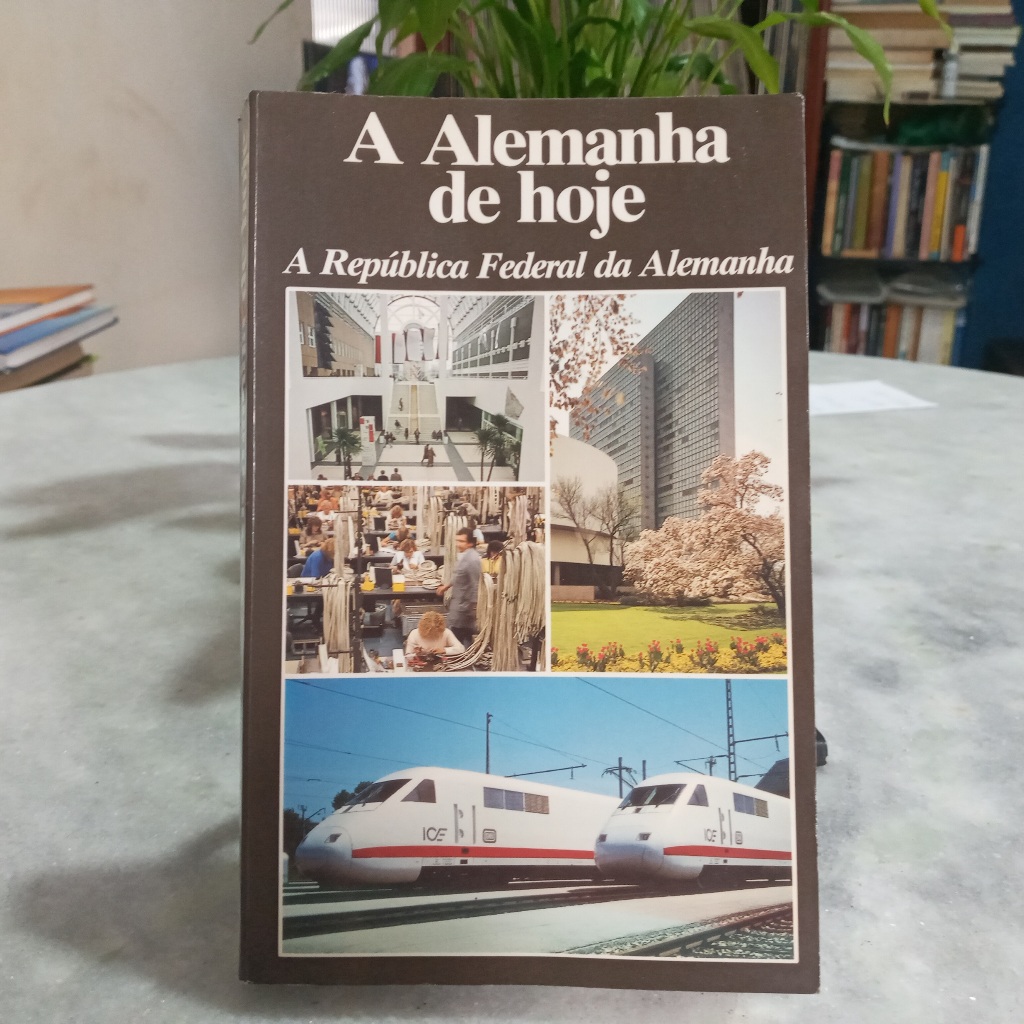 A Alemanha
de hoje
A República Federal da Alemanha
ICE
ICE